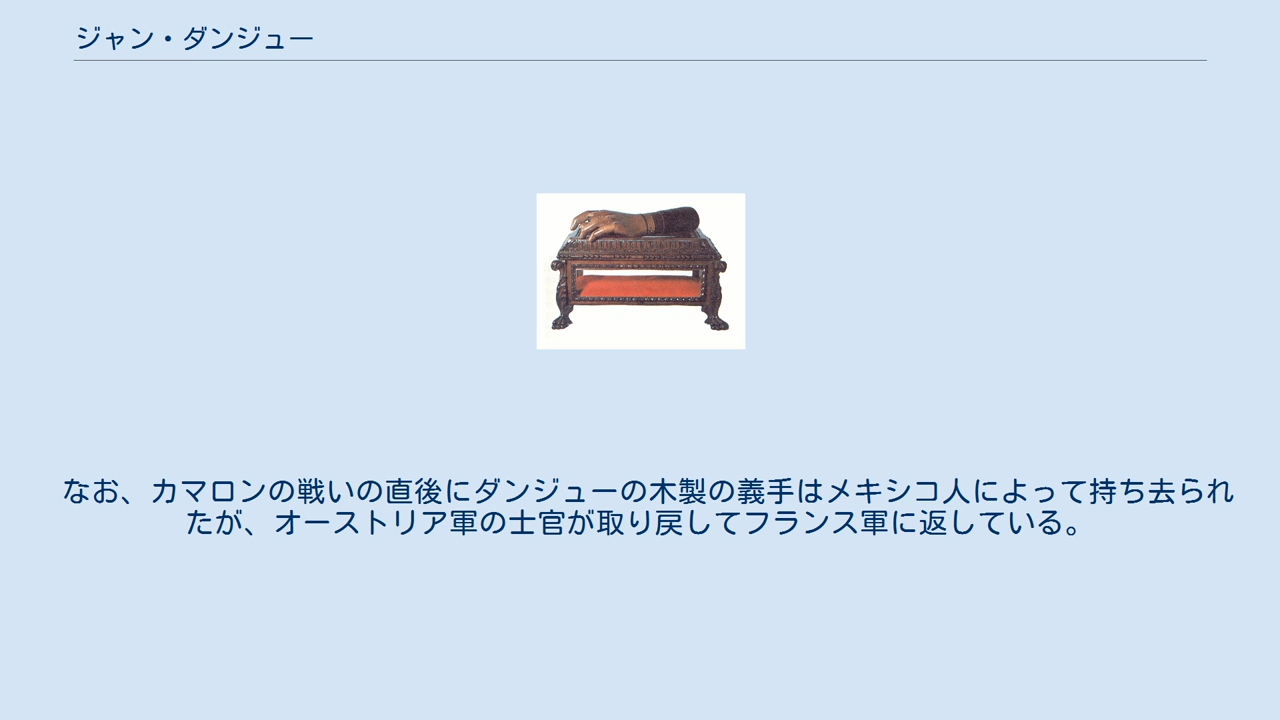 ジャン・ダンジュー
なお、カマロンの戦いの直後にダンジューの木製の義手はメキシコ人によって持ち去られ
たが、オーストリア軍の士官が取り戻してフランス軍に返している。